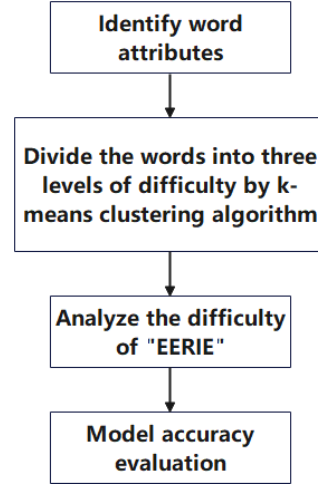 Identify word
attributes
Divide the words into three
levels of difficulty by k-
means clustering algorithm
Analyze the difficulty
of "EERIE"
Model accuracy
evaluation